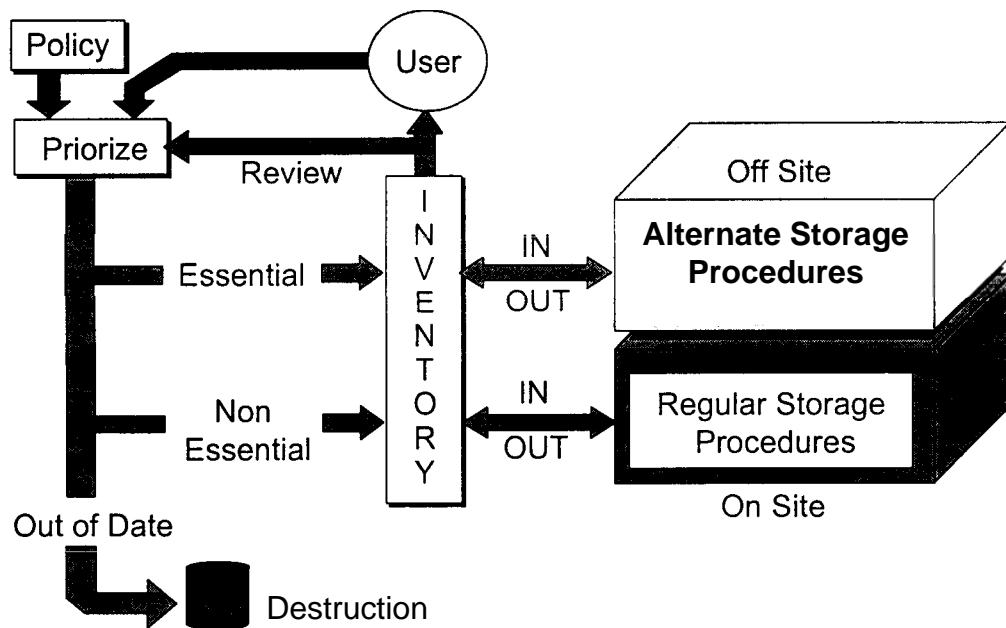 Policy
User
Priorize
Review
INVENTORY
Off Site
Alternate Storage
Procedures
Essential
IN
OUT
Non
Essential
IN
OUT
Regular Storage
Procedures
On Site
Out of Date
Destruction